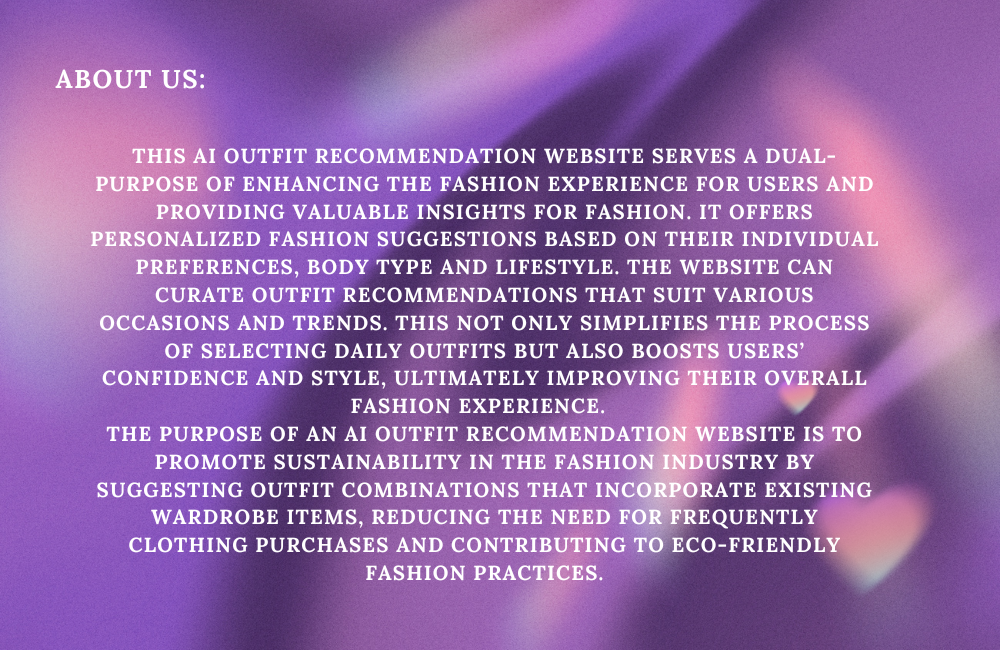 ABOUT US:
THIS AI OUTFIT RECOMMENDATION WEBSITE SERVES A DUAL-
PURPOSE OF ENHANCING THE FASHION EXPERIENCE FOR USERS AND
PROVIDING VALUABLE INSIGHTS FOR FASHION. IT OFFERS
PERSONALIZED FASHION SUGGESTIONS BASED ON THEIR INDIVIDUAL
PREFERENCES, BODY TYPE AND LIFESTYLE. THE WEBSITE CAN
CURATE OUTFIT RECOMMENDATIONS THAT SUIT VARIOUS
OCCASIONS AND TRENDS. THIS NOT ONLY SIMPLIFIES THE PROCESS
OF SELECTING DAILY OUTFITS BUT ALSO BOOSTS USERS’
CONFIDENCE AND STYLE, ULTIMATELY IMPROVING THEIR OVERALL
FASHION EXPERIENCE.
THE PURPOSE OF AN AI OUTFIT RECOMMENDATION WEBSITE IS TO
PROMOTE SUSTAINABILITY IN THE FASHION INDUSTRY BY
SUGGESTING OUTFIT COMBINATIONS THAT INCORPORATE EXISTING
WARDROBE ITEMS, REDUCING THE NEED FOR FREQUENTLY
CLOTHING PURCHASES AND CONTRIBUTING TO ECO-FRIENDLY
FASHION PRACTICES.